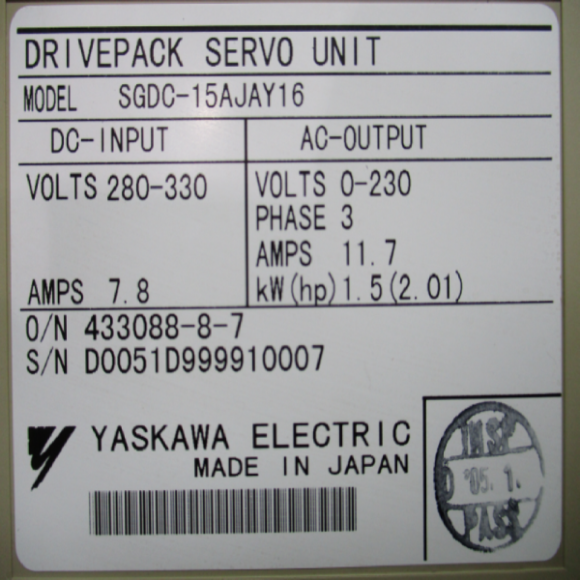 DRIVEPACK SERVO UNIT
MODEL SGDC-15AJAY16
DC-INPUT AC-OUTPUT
VOLTS 280-330 VOLTS 0-230
PHASE 3
AMPS 11.7
AMPS 7.8 kW(hp)1.5(2.01)
O/N 433088-8-7
S/N D0051D999910007
YASKAWA ELECTRIC
MADE IN JAPAN
INSP
'05.1.
PAST